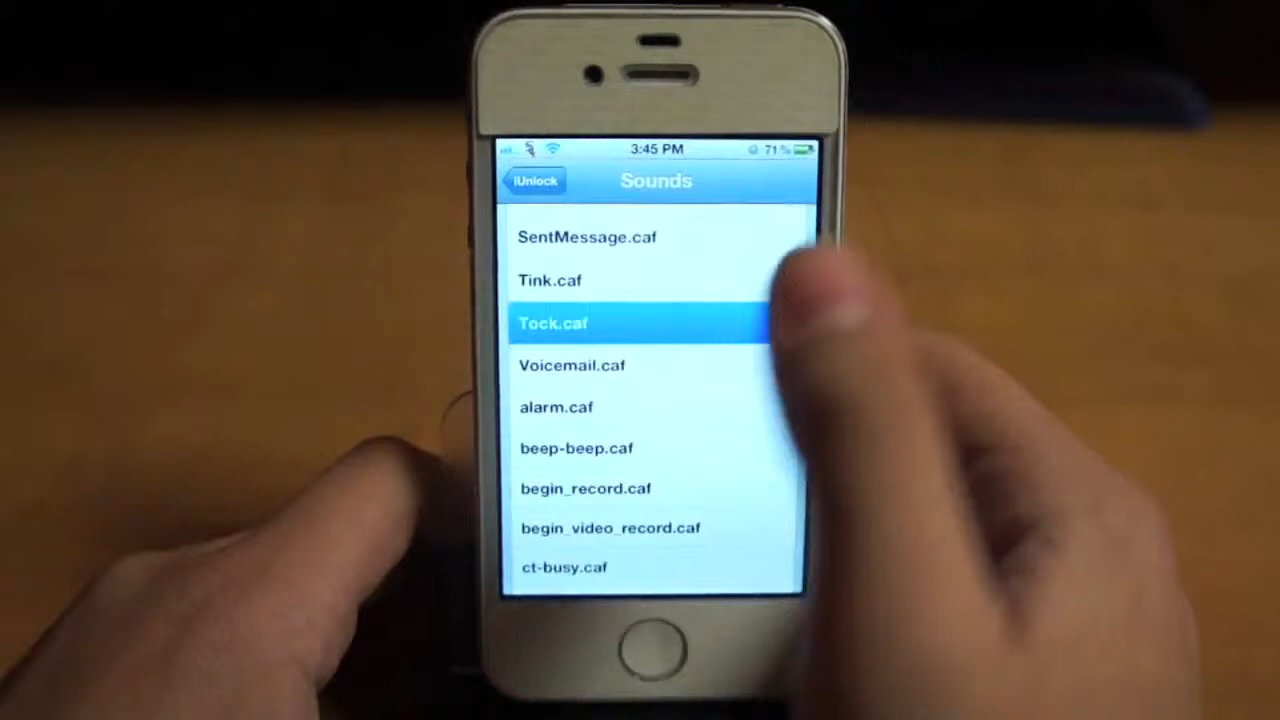 3:45 PM
71%
iUnlock
Sounds
SentMessage.caf
Tink.caf
Tock.caf
Voicemail.caf
alarm.caf
beep-beep.caf
begin_record.caf
begin_video_record.caf
ct-busy.caf